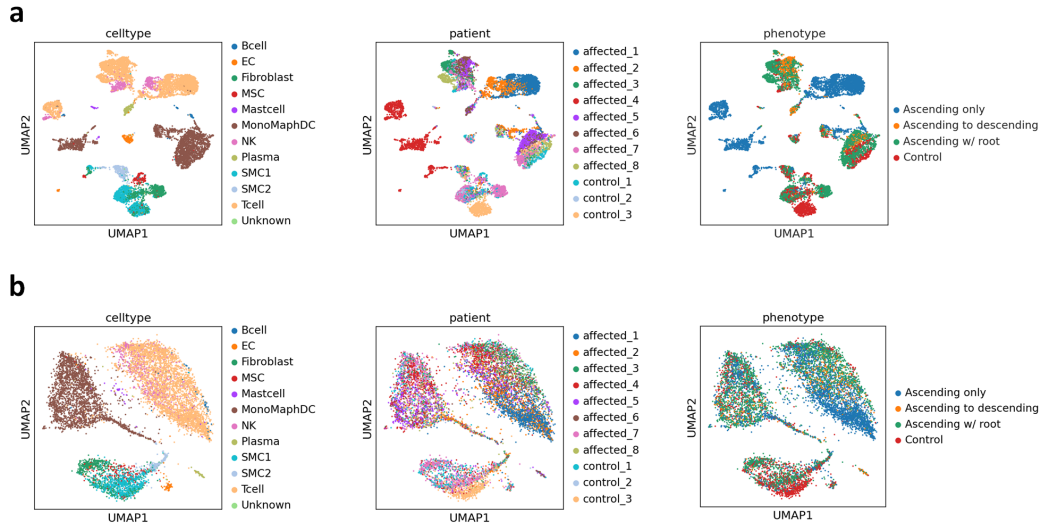 a
celltype
UMAP2
UMAP1
Bcell
EC
Fibroblast
MSC
Mastcell
MonoMaphDC
NK
Plasma
SMC1
SMC2
Tcell
Unknown
patient
UMAP2
UMAP1
affected_1
affected_2
affected_3
affected_4
affected_5
affected_6
affected_7
affected_8
control_1
control_2
control_3
phenotype
UMAP2
UMAP1
Ascending only
Ascending to descending
Ascending w/ root
Control
b
celltype
UMAP2
UMAP1
Bcell
EC
Fibroblast
MSC
Mastcell
MonoMaphDC
NK
Plasma
SMC1
SMC2
Tcell
Unknown
patient
UMAP2
UMAP1
affected_1
affected_2
affected_3
affected_4
affected_5
affected_6
affected_7
affected_8
control_1
control_2
control_3
phenotype
UMAP2
UMAP1
Ascending only
Ascending to descending
Ascending w/ root
Control